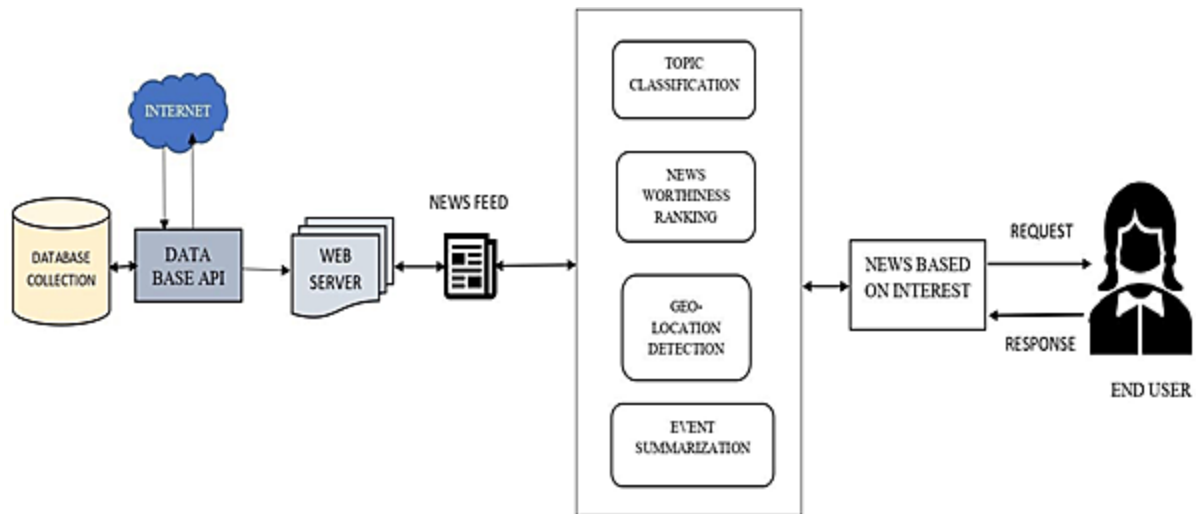 INTERNET
DATABASE
COLLECTION
DATA
BASE API
WEB
SERVER
NEWS FEED
TOPIC
CLASSIFICATION
NEWS
WORTHINESS
RANKING
GEO-
LOCATION
DETECTION
EVENT
SUMMARIZATION
NEWS BASED
ON INTEREST
REQUEST
RESPONSE
END USER